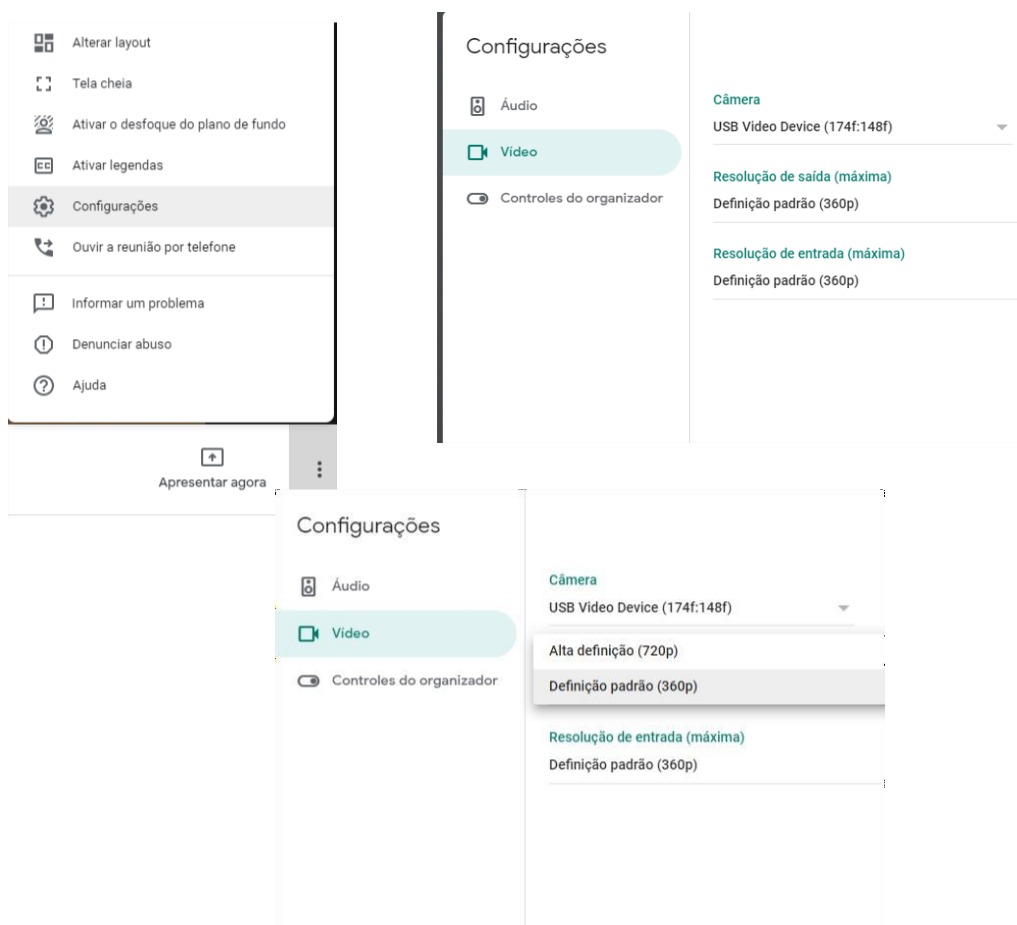 Alterar layout
Tela cheia
Ativar o desfoque do plano de fundo
Ativar legendas
Configurações
Ouvir a reunião por telefone
Informar um problema
Denunciar abuso
Ajuda
Apresentar agora
Configurações
Áudio
Vídeo
Controles do organizador
Câmera
USB Video Device (174f:148f)
Resolução de saída (máxima)
Definição padrão (360p)
Resolução de entrada (máxima)
Definição padrão (360p)
Configurações
Áudio
Vídeo
Controles do organizador
Câmera
USB Video Device (174f:148f)
Alta definição (720p)
Definição padrão (360p)
Resolução de entrada (máxima)
Definição padrão (360p)